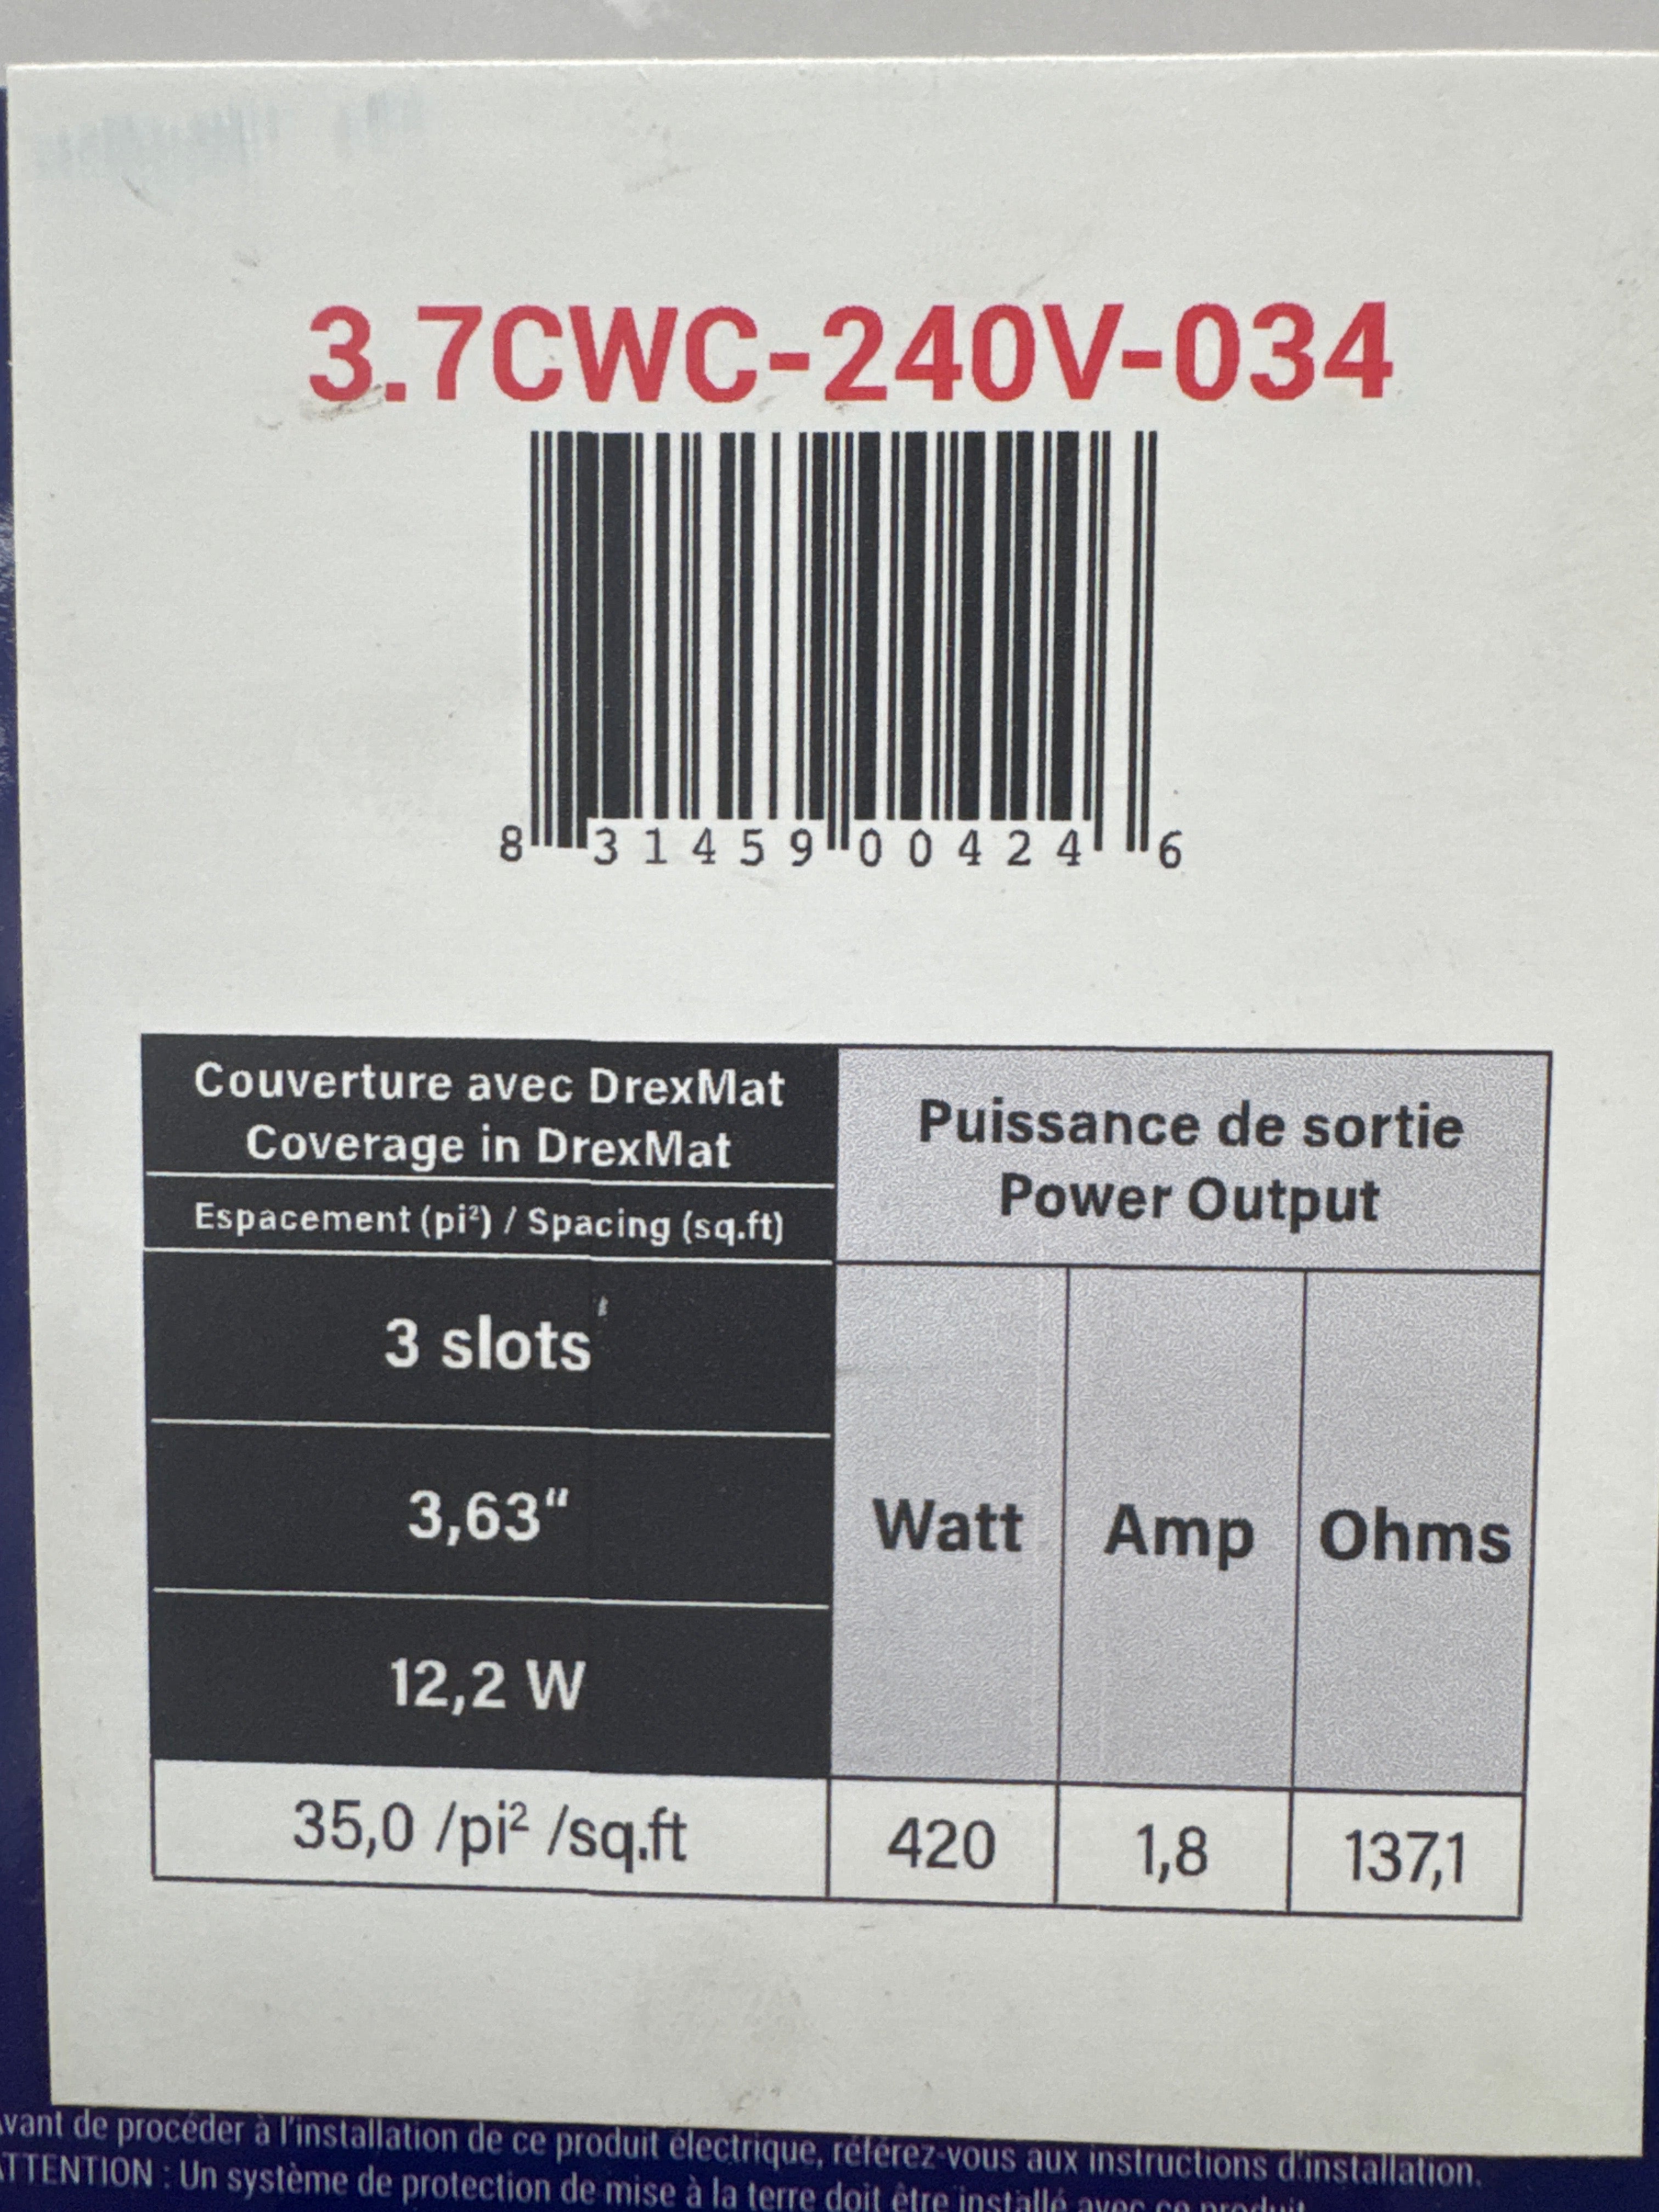 3.7CWC-240V-034
8 31459 00424 6
Couverture avec DrexMat
Coverage in DrexMat
Espacement (pi²) / Spacing (sq.ft)
3 slots
3,63“
12,2 W
35,0 /pi² /sq.ft
Puissance de sortie
Power Output
Watt Amp Ohms
420 1,8 137,1
vant de procéder à l'installation de ce produit électrique, référez-vous aux instructions d'installation.
ATTENTION : Un système de protection de mise à la terre doit être installé avec ce produit